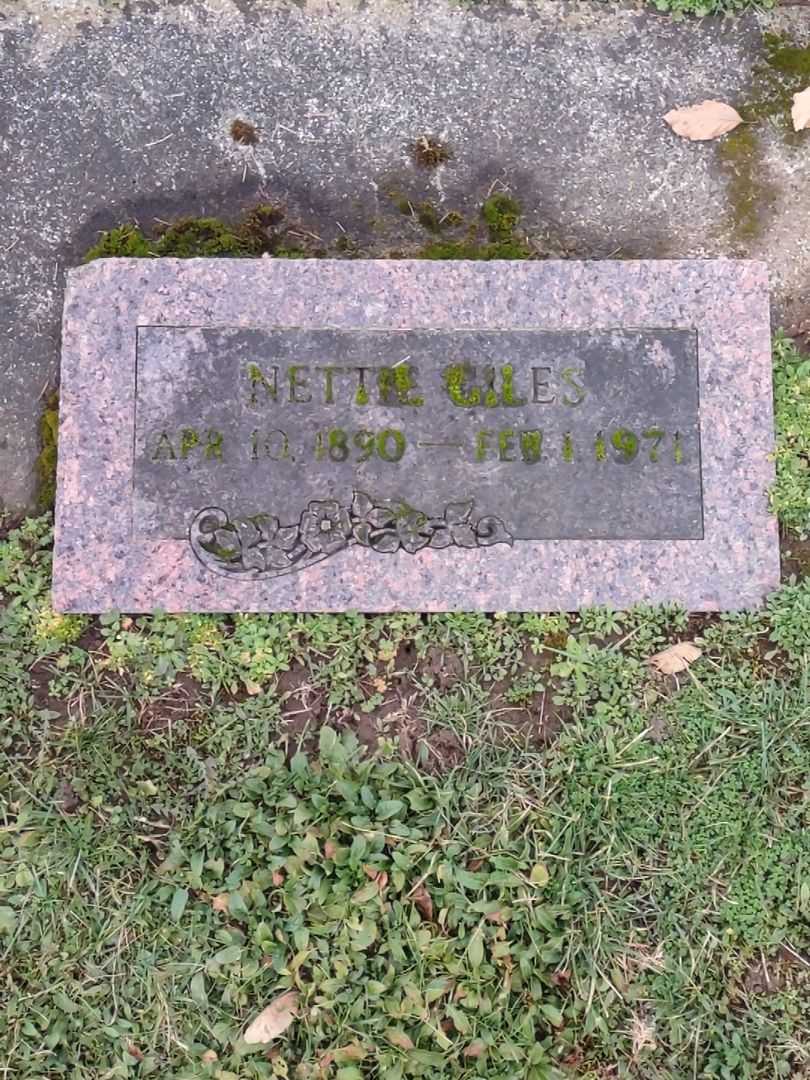 NETTIE GILES
APR 10, 1890 — FEB 1, 1971